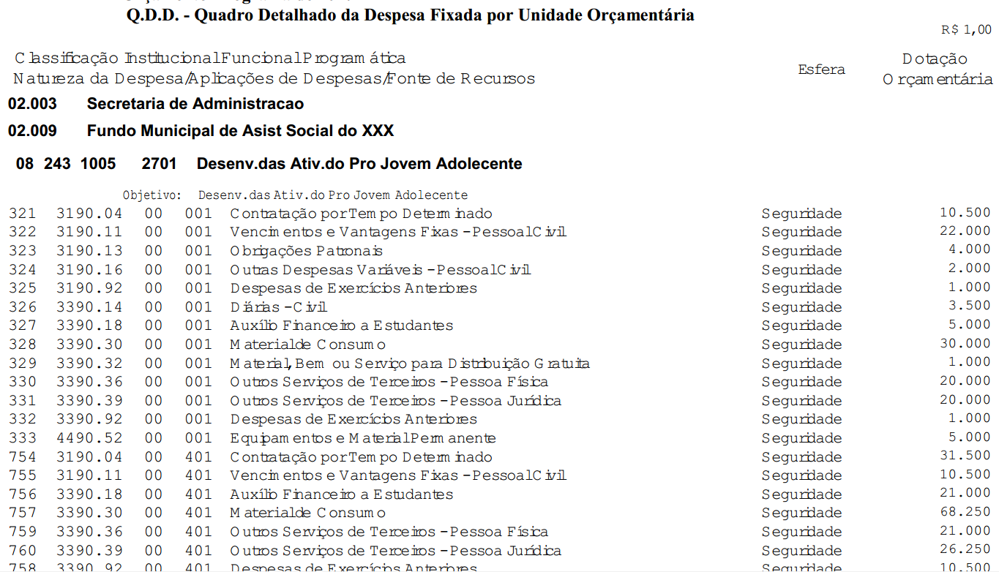 Q.D.D. - Quadro Detalhado da Despesa Fixada por Unidade Orçamentária
R$ 1,00
Classificação Institucional Funcional Programática
Natureza da Despesa/Aplicações de Despesas/Fonte de Recursos
Esfera
Dotação
Orçamentária
02.003 Secretaria de Administracao
02.009 Fundo Municipal de Asist Social do XXX
08 243 1005 2701 Desenv.das Ativ.do Pro Jovem Adolecente
Objetivo: Desenv.das Ativ.do Pro Jovem Adolecente
321 3190.04 00 001 Contratação por Tempo Determinado Seguridade 10.500
322 3190.11 00 001 Vencimentos e Vantagens Fixas - Pessoal Civil Seguridade 22.000
323 3190.13 00 001 Obrigações Patronais Seguridade 4.000
324 3190.16 00 001 Outras Despesas Variáveis - Pessoal Civil Seguridade 2.000
325 3190.92 00 001 Despesas de Exercícios Anteriores Seguridade 1.000
326 3390.14 00 001 Diárias - Civil Seguridade 3.500
327 3390.18 00 001 Auxílio Financeiro a Estudantes Seguridade 5.000
328 3390.30 00 001 Material de Consumo Seguridade 30.000
329 3390.32 00 001 Material, Bem ou Serviço para Distribuição Gratuita Seguridade 1.000
330 3390.36 00 001 Outros Serviços de Terceiros - Pessoa Física Seguridade 20.000
331 3390.39 00 001 Outros Serviços de Terceiros - Pessoa Jurídica Seguridade 20.000
332 3390.92 00 001 Despesas de Exercícios Anteriores Seguridade 1.000
333 4490.52 00 001 Equipamentos e Material Permanente Seguridade 5.000
754 3190.04 00 401 Contratação por Tempo Determinado Seguridade 31.500
755 3190.11 00 401 Vencimentos e Vantagens Fixas - Pessoal Civil Seguridade 10.500
756 3390.18 00 401 Auxílio Financeiro a Estudantes Seguridade 21.000
757 3390.30 00 401 Material de Consumo Seguridade 68.250
759 3390.36 00 401 Outros Serviços de Terceiros - Pessoa Física Seguridade 21.000
760 3390.39 00 401 Outros Serviços de Terceiros - Pessoa Jurídica Seguridade 26.250
758 3390.92 00 401 Despesas de Exercícios Anteriores Seguridade 10.500